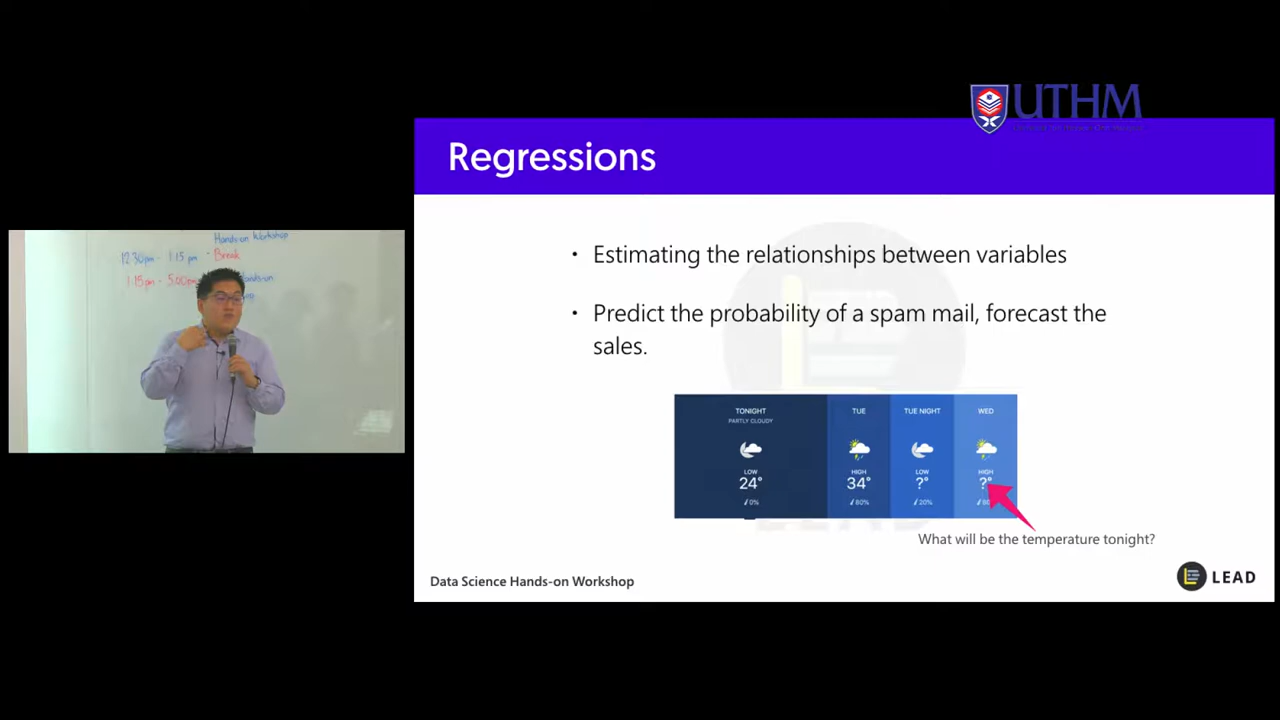 UTHM
Regressions
Hands-on Workshop
12.30pm - 1.15 pm - Break
1.15pm - 5.00pm
• Estimating the relationships between variables
• Predict the probability of a spam mail, forecast the
sales.
TONIGHT
PARTLY CLOUDY
LOW
24°
0%
TUE
HIGH
34°
80%
TUE NIGHT
LOW
?°
20%
WED
HIGH
?°
What will be the temperature tonight?
Data Science Hands-on Workshop
LEAD